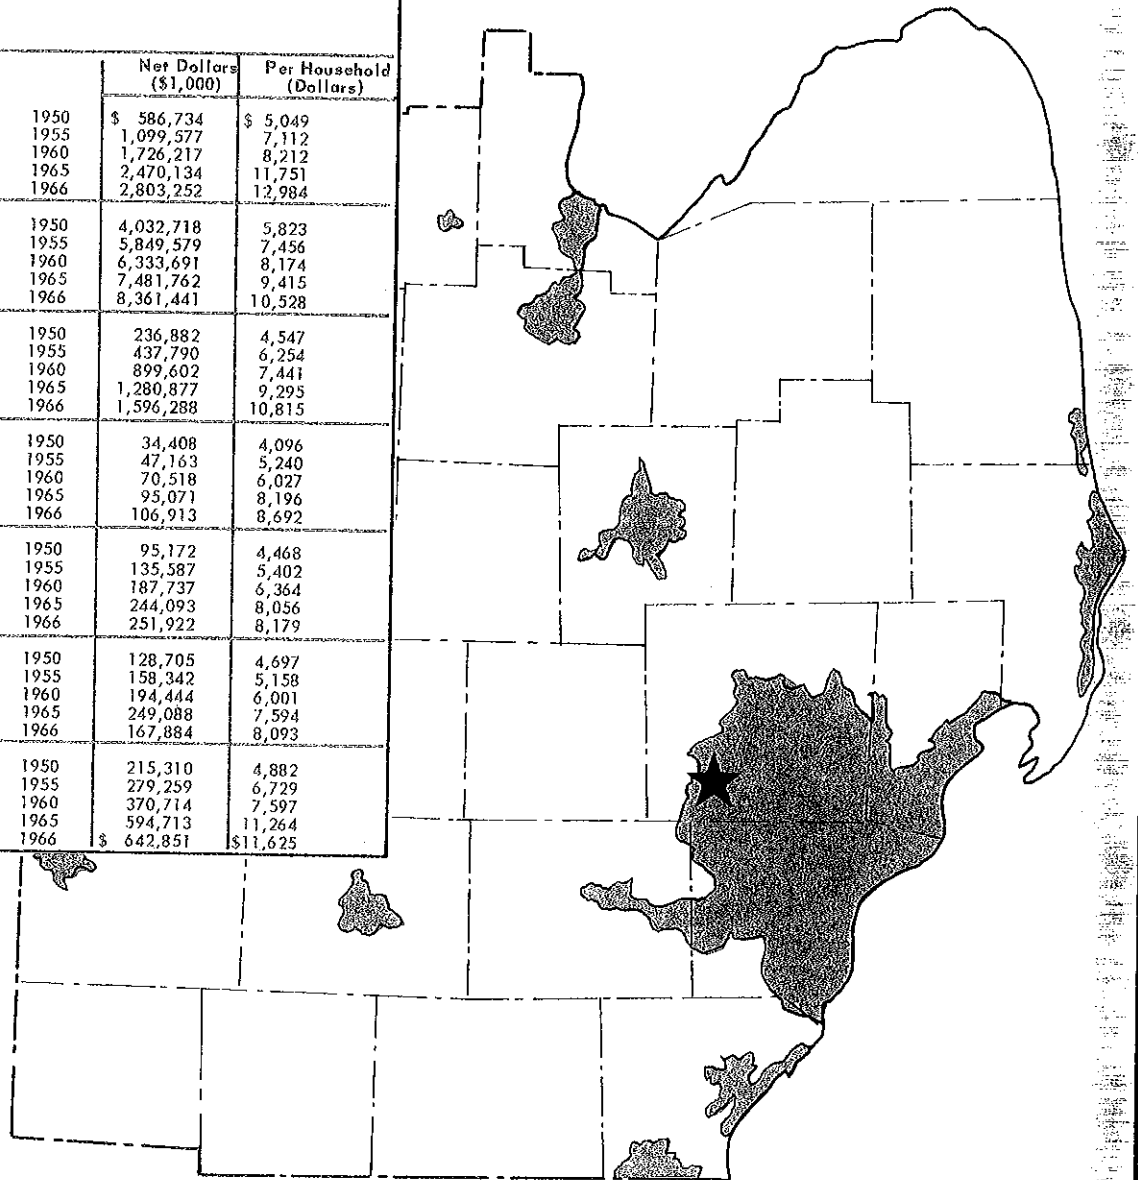 Net Dollars Per Household
($1,000) (Dollars)
1950 $ 586,734 $ 5,049
1955 1,099,577 7,112
1960 1,726,217 8,212
1965 2,470,134 11,751
1966 2,803,252 12,984
1950 4,032,718 5,823
1955 5,849,579 7,456
1960 6,333,691 8,174
1965 7,481,762 9,415
1966 8,361,441 10,528
1950 236,882 4,547
1955 437,790 6,254
1960 899,602 7,441
1965 1,280,877 9,295
1966 1,596,288 10,815
1950 34,408 4,096
1955 47,163 5,240
1960 70,518 6,027
1965 95,071 8,196
1966 106,913 8,692
1950 95,172 4,468
1955 135,587 5,402
1960 187,737 6,364
1965 244,093 8,056
1966 251,922 8,179
1950 128,705 4,697
1955 158,342 5,158
1960 194,444 6,001
1965 249,088 7,594
1966 167,884 8,093
1950 215,310 4,882
1955 279,259 6,729
1960 370,714 7,597
1965 594,713 11,264
1966 $ 642,851 $11,625